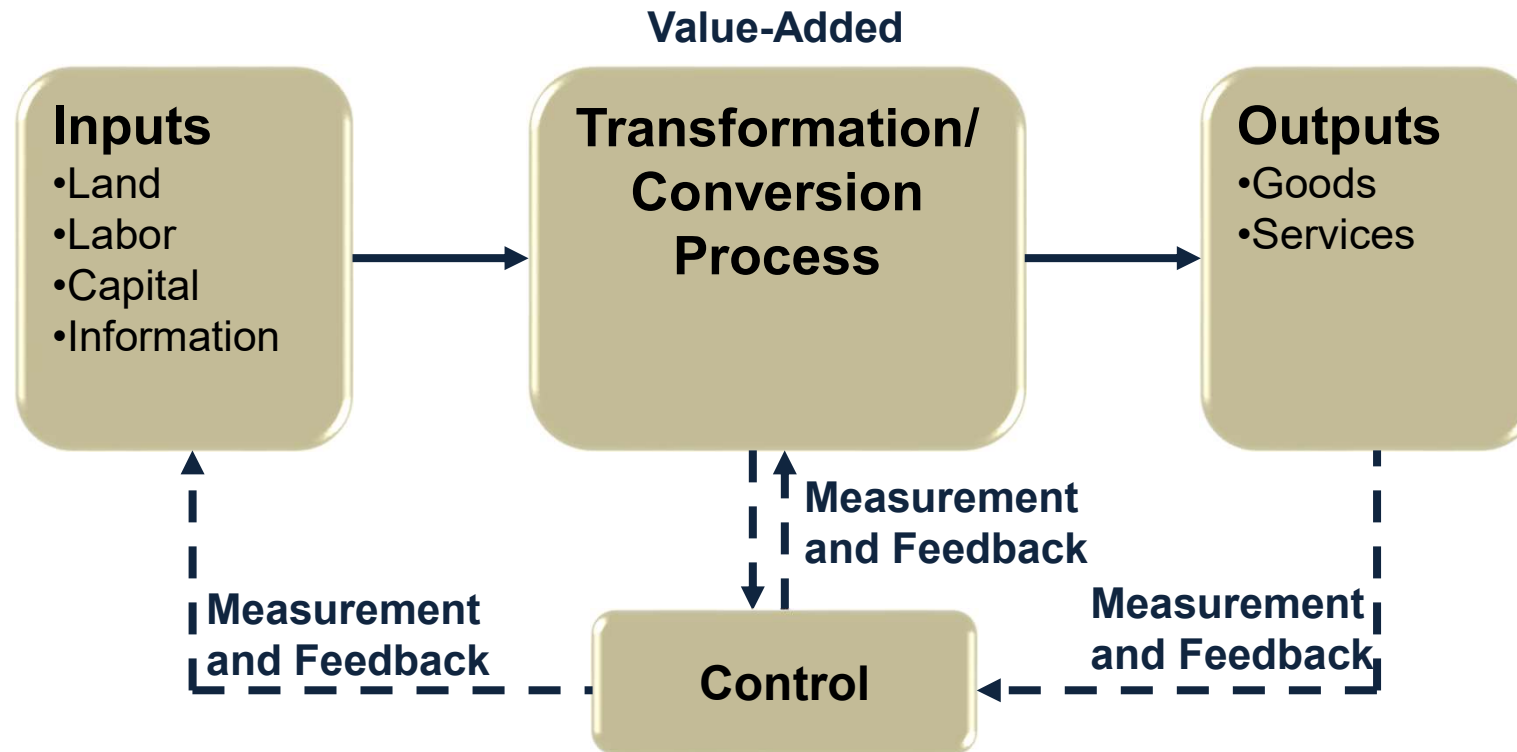 Value-Added
Inputs
•Land
•Labor
•Capital
•Information
Transformation/
Conversion
Process
Outputs
•Goods
•Services
Measurement
and Feedback
Measurement
and Feedback
Control
Measurement
and Feedback